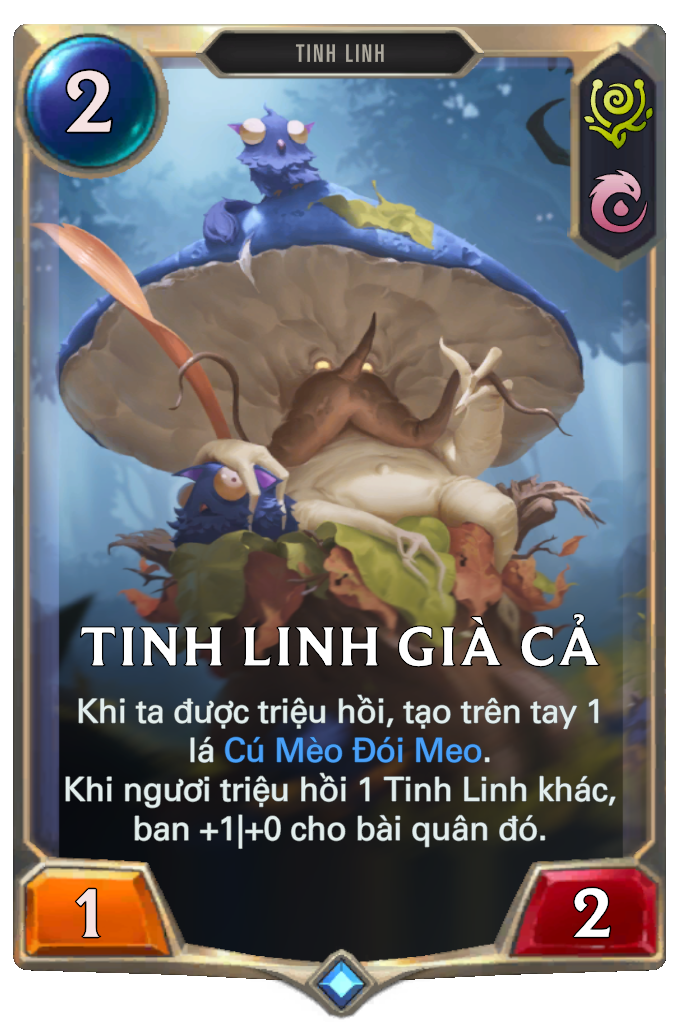 TINH LINH
2
TINH LINH GIÀ CẢ
Khi ta được triệu hồi, tạo trên tay 1
lá Cú Mèo Đói Meo.
Khi ngươi triệu hồi 1 Tinh Linh khác,
ban +1|+0 cho bài quân đó.
1
2